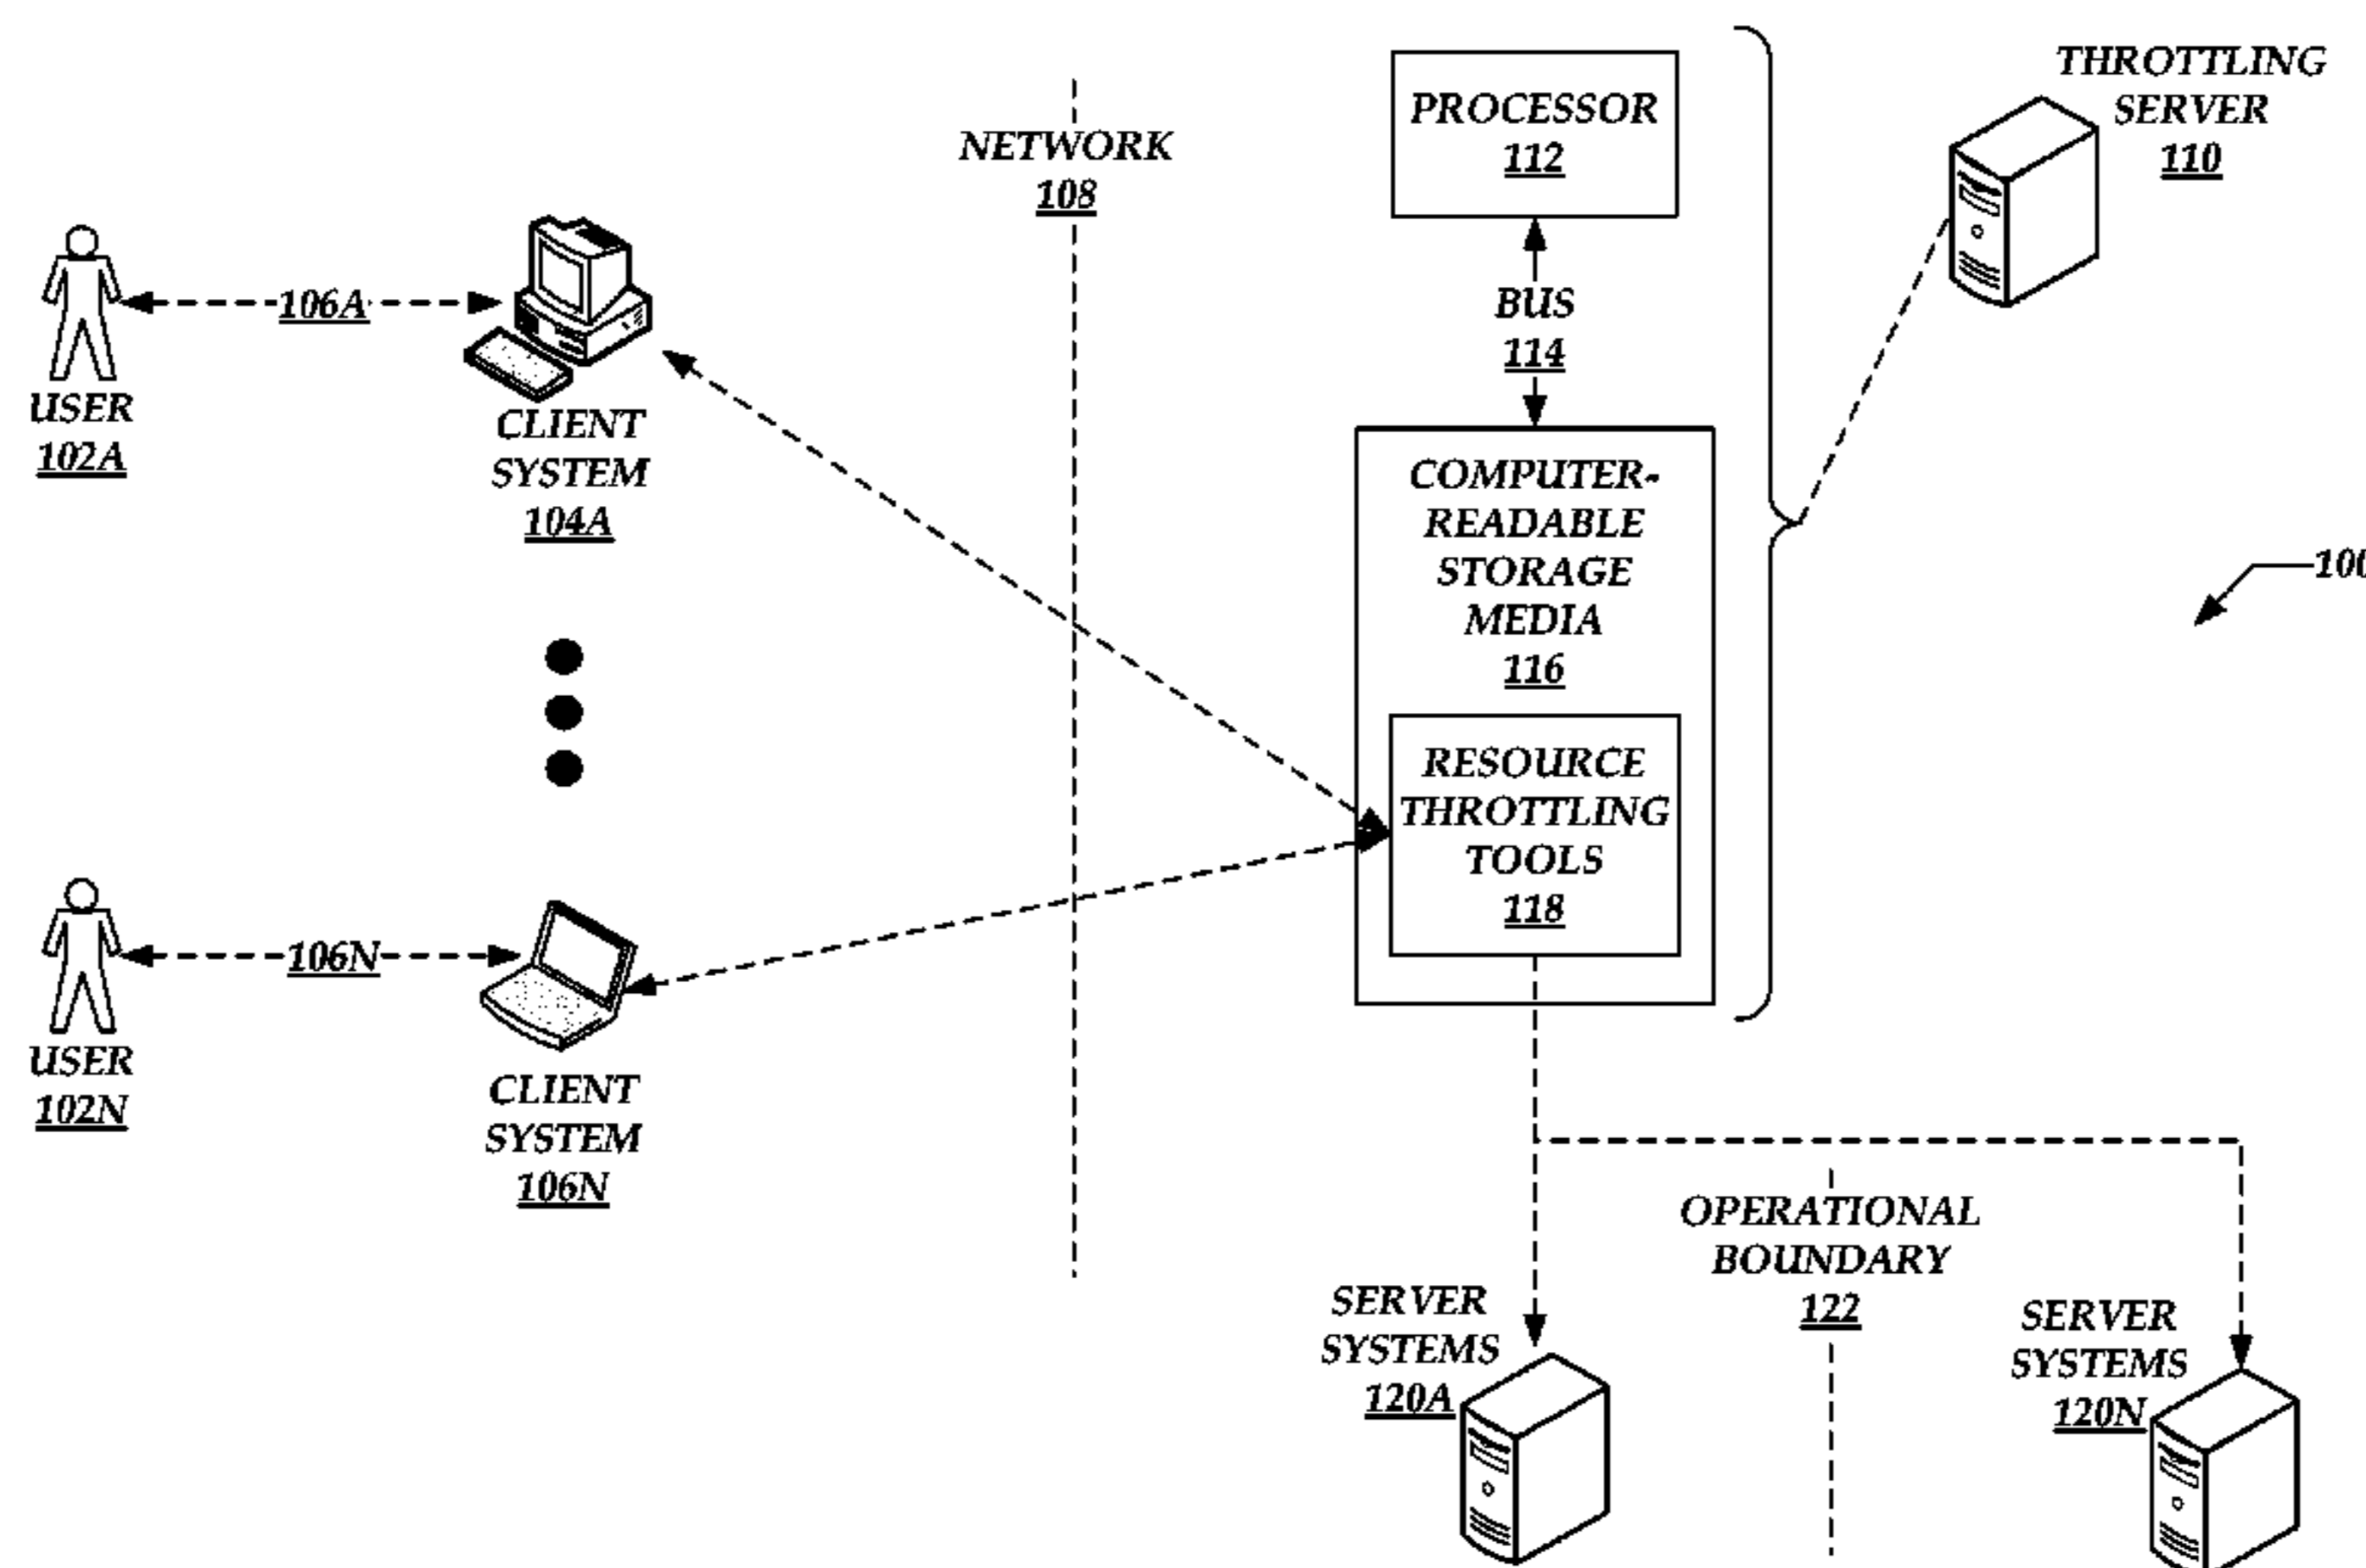 THROTTLING
SERVER
110
PROCESSOR
112
NETWORK
108
BUS
114
106A
USER
102A
CLIENT
SYSTEM
104A
COMPUTER-
READABLE
STORAGE
MEDIA
116
100
RESOURCE
THROTTLING
TOOLS
118
106N
USER
102N
CLIENT
SYSTEM
106N
OPERATIONAL
BOUNDARY
122
SERVER
SYSTEMS
120A
SERVER
SYSTEMS
120N